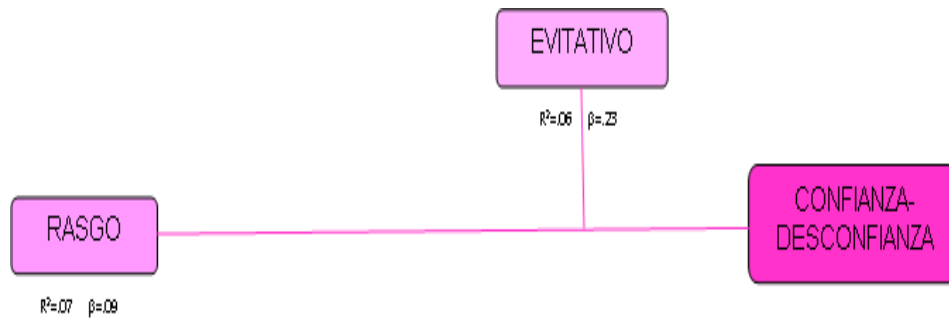 EVITATIVO
R²=.06 β=.23
RASGO
CONFIANZA-
DESCONFIANZA
R²=.07 β=.09